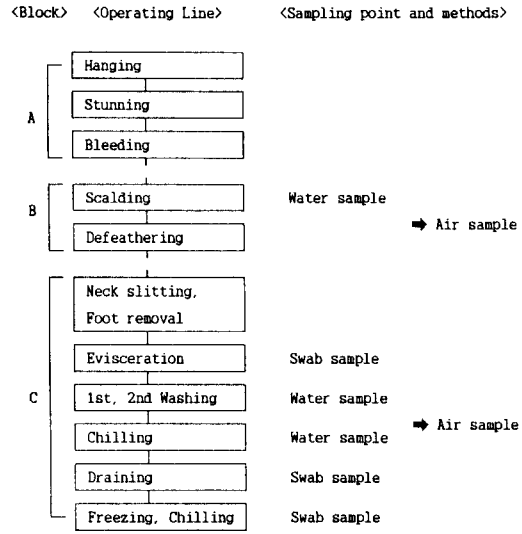 <Block> <Operating Line> <Sampling point and methods>
Hanging
Stunning
A
Bleeding
Scalding Water sample
B
➡ Air sample
Defeathering
Neck slitting,
Foot removal
Evisceration Swab sample
C 1st, 2nd Washing Water sample
➡ Air sample
Chilling Water sample
Draining Swab sample
Freezing, Chilling Swab sample